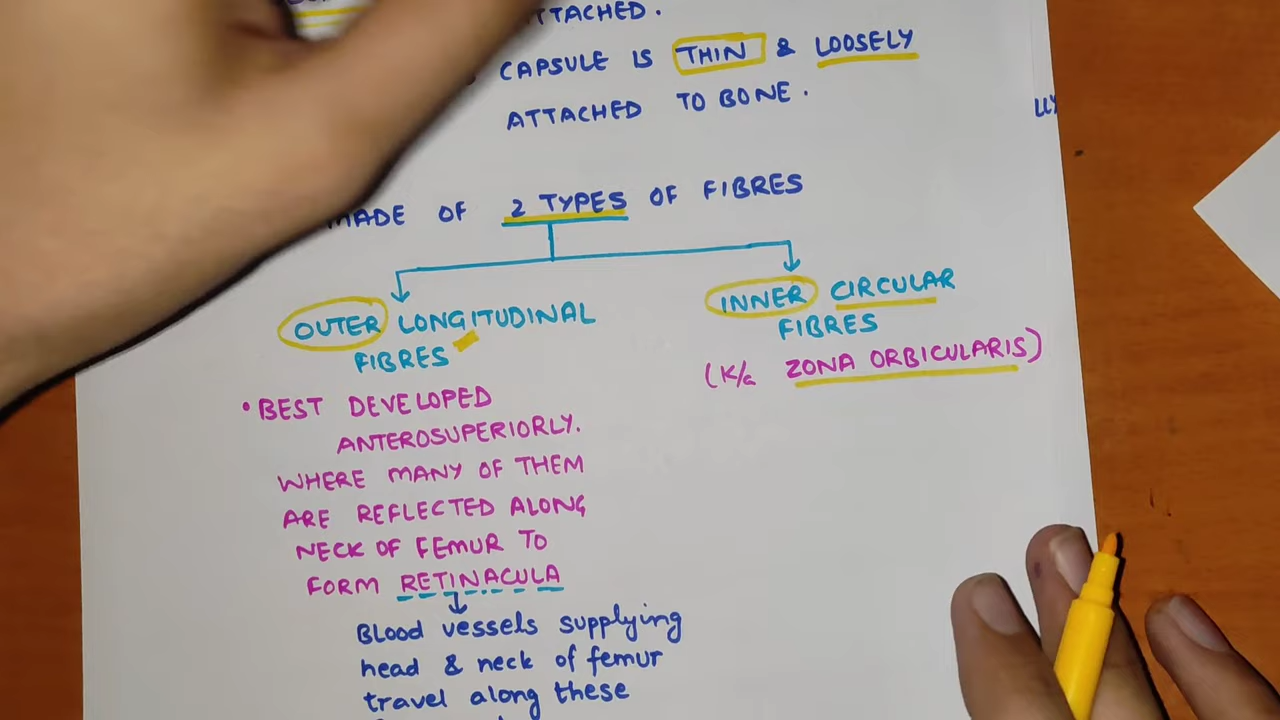 ATTACHED.
CAPSULE IS THIN & LOOSELY
ATTACHED TO BONE.
MADE OF 2 TYPES OF FIBRES
OUTER LONGITUDINAL
FIBRES
INNER CIRCULAR
FIBRES
(K/a ZONA ORBICULARIS)
• BEST DEVELOPED
ANTEROSUPERIORLY.
WHERE MANY OF THEM
ARE REFLECTED ALONG
NECK OF FEMUR TO
FORM RETINACULA
Blood vessels supplying
head & neck of femur
travel along these